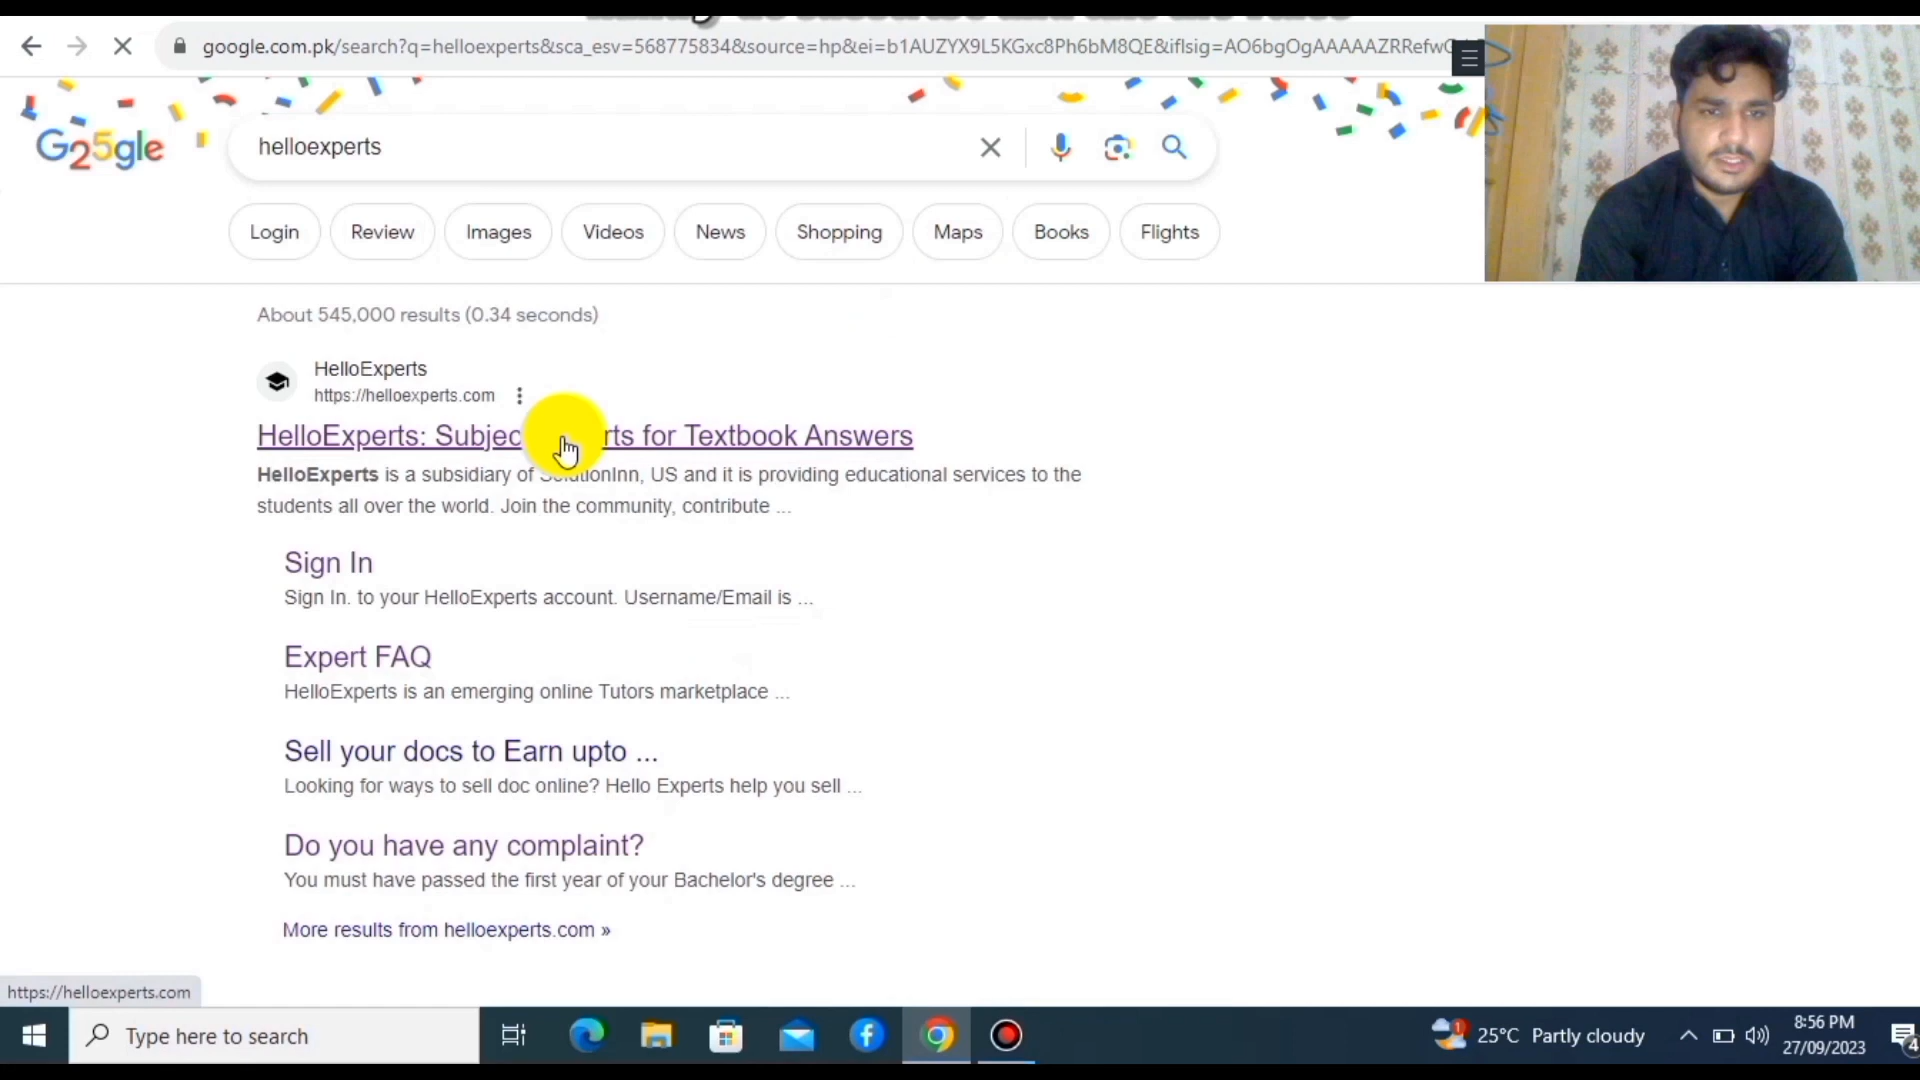 google.com.pk/search?q=helloexperts&sca_esv=568775834&source=hp&ei=b1AUZYX9L5KGxc8Ph6bM8QE&iflsig=AO6bgOgAAAAAZRRefwC
G25gle
helloexperts
Login Review Images Videos News Shopping Maps Books Flights
About 545,000 results (0.34 seconds)
HelloExperts
https://helloexperts.com
HelloExperts: Subjec rts for Textbook Answers
HelloExperts is a subsidiary of SolutionInn, US and it is providing educational services to the
students all over the world. Join the community, contribute ...
Sign In
Sign In. to your HelloExperts account. Username/Email is ...
Expert FAQ
HelloExperts is an emerging online Tutors marketplace ...
Sell your docs to Earn upto ...
Looking for ways to sell doc online? Hello Experts help you sell ...
Do you have any complaint?
You must have passed the first year of your Bachelor's degree ...
More results from helloexperts.com »
https://helloexperts.com
Type here to search
1 25°C Partly cloudy
8:56 PM
27/09/2023
4